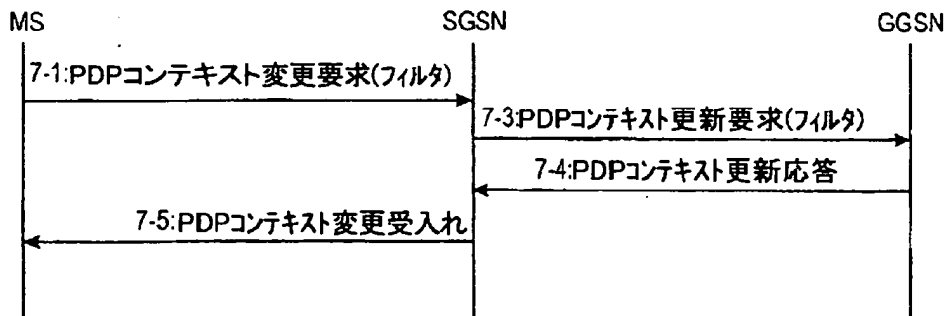 MS
SGSN
GGSN
7-1:PDPコンテキスト変更要求(フィルタ)
7-3:PDPコンテキスト更新要求(フィルタ)
7-4:PDPコンテキスト更新応答
7-5:PDPコンテキスト変更受入れ